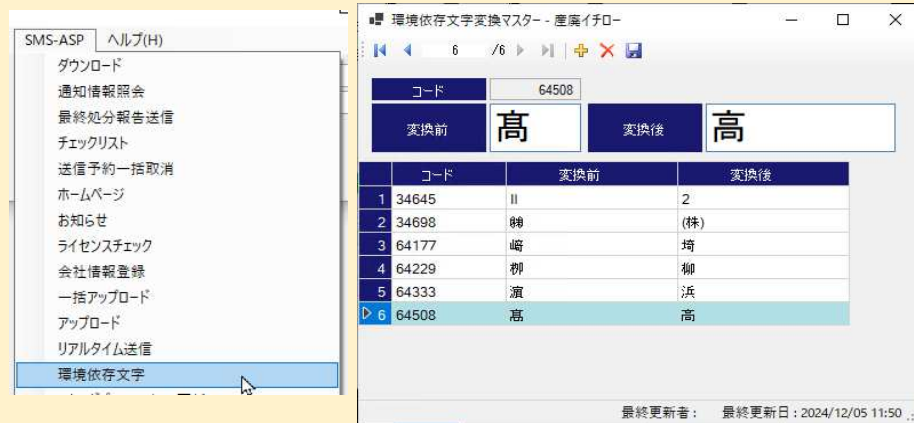 SMS-ASP ヘルプ(H)
ダウンロード
通知情報照会
最終処分報告送信
チェックリスト
送信予約一括取消
ホームページ
お知らせ
ライセンスチェック
会社情報登録
一括アップロード
アップロード
リアルタイム送信
環境依存文字
環境依存文字変換マスター - 産廃イチロー
6 /6
コード 64508
変換前 髙 変換後 高
コード 変換前 変換後
1 34645 Ⅱ 2
2 34698 ㈱ (株)
3 64177 﨑 埼
4 64229 栁 柳
5 64333 濵 浜
6 64508 髙 高
最終更新者: 最終更新日:2024/12/05 11:50